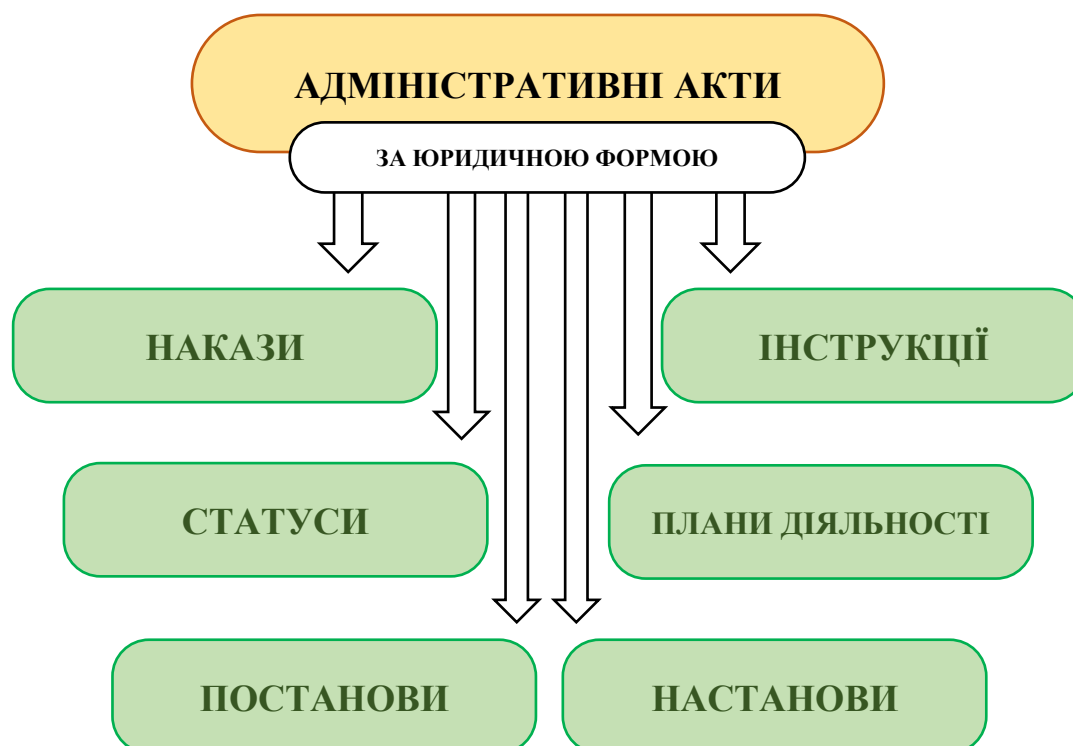 АДМІНІСТРАТИВНІ АКТИ
ЗА ЮРИДИЧНОЮ ФОРМОЮ
НАКАЗИ
ІНСТРУКЦІЇ
СТАТУСИ
ПЛАНИ ДІЯЛЬНОСТІ
ПОСТАНОВИ
НАСТАНОВИ